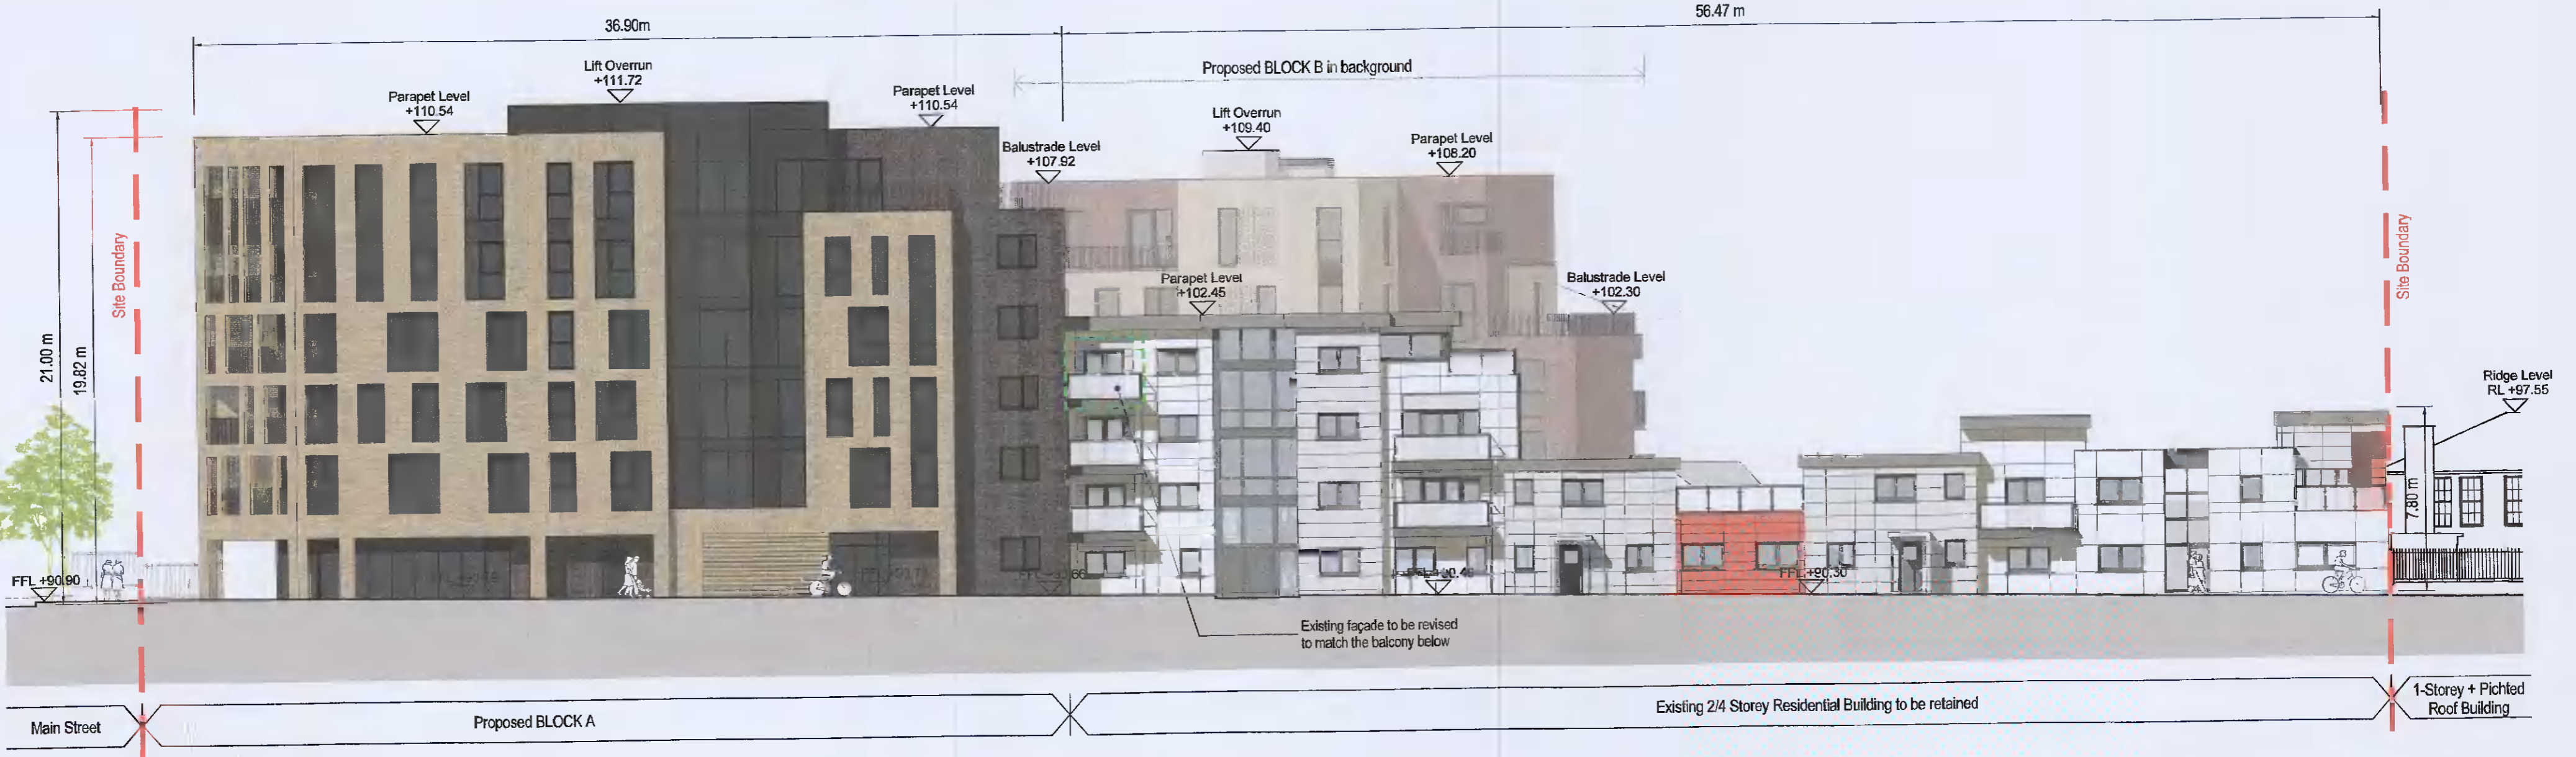 36.90m
56.47 m
Lift Overrun
+111.72
Proposed BLOCK B in background
Parapet Level
+110.54
Parapet Level
+110.54
Lift Overrun
+109.40
Balustrade Level
+107.92
Parapet Level
+108.20
Site Boundary
Site Boundary
Parapet Level
+102.45
Balustrade Level
+102.30
21.00 m
19.82 m
Ridge Level
RL +97.55
7.80 m
FFL +90.90
FFL +90.30
Existing façade to be revised
to match the balcony below
Main Street
Proposed BLOCK A
Existing 2/4 Storey Residential Building to be retained
1-Storey + Pichted
Roof Building